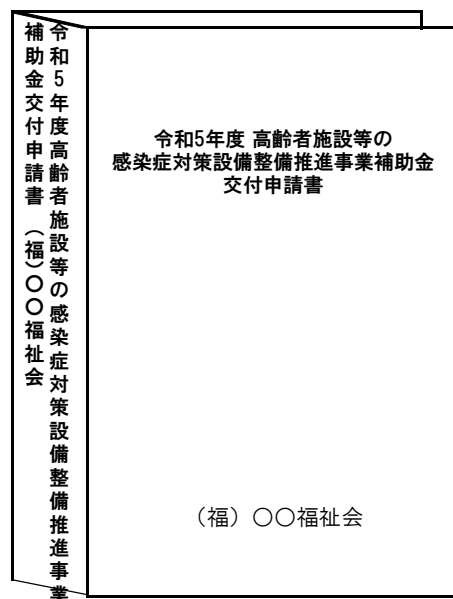 令和5年度高齢者施設等の感染症対策設備整備推進事業
補助金交付申請書 (福)〇〇福祉会
令和5年度 高齢者施設等の
感染症対策設備整備推進事業補助金
交付申請書
（福）〇〇福祉会